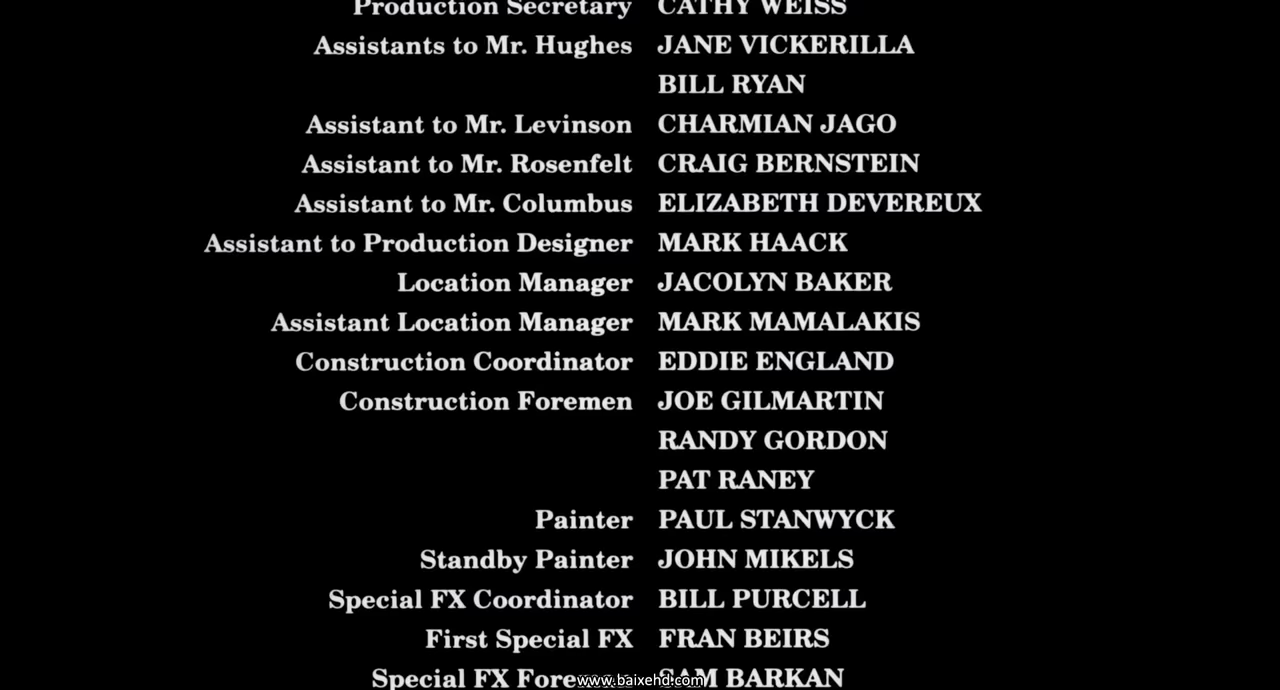 Production Secretary CATHY WEISS
Assistants to Mr. Hughes JANE VICKERILLA
BILL RYAN
Assistant to Mr. Levinson CHARMIAN JAGO
Assistant to Mr. Rosenfelt CRAIG BERNSTEIN
Assistant to Mr. Columbus ELIZABETH DEVEREUX
Assistant to Production Designer MARK HAACK
Location Manager JACOLYN BAKER
Assistant Location Manager MARK MAMALAKIS
Construction Coordinator EDDIE ENGLAND
Construction Foremen JOE GILMARTIN
RANDY GORDON
PAT RANEY
Painter PAUL STANWYCK
Standby Painter JOHN MIKELS
Special FX Coordinator BILL PURCELL
First Special FX FRAN BEIRS
Special FX SAM BARKAN
www.baixehd.com